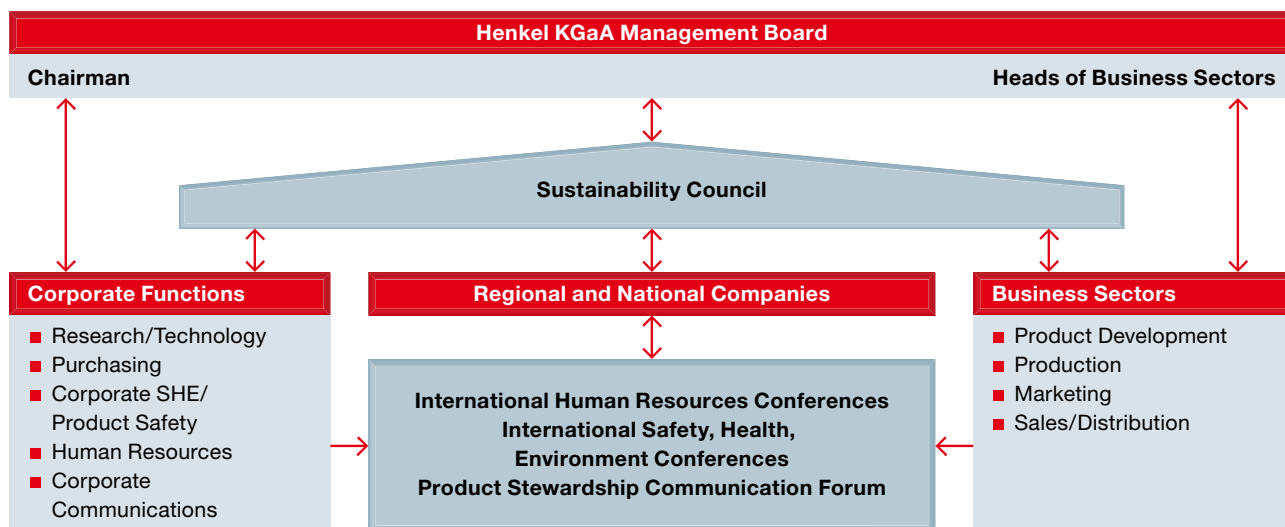 Henkel KGaA Management Board
Chairman
Heads of Business Sectors
Sustainability Council
Corporate Functions
Research/Technology
Purchasing
Corporate SHE/
Product Safety
Human Resources
Corporate
Communications
Regional and National Companies
International Human Resources Conferences
International Safety, Health,
Environment Conferences
Product Stewardship Communication Forum
Business Sectors
Product Development
Production
Marketing
Sales/Distribution